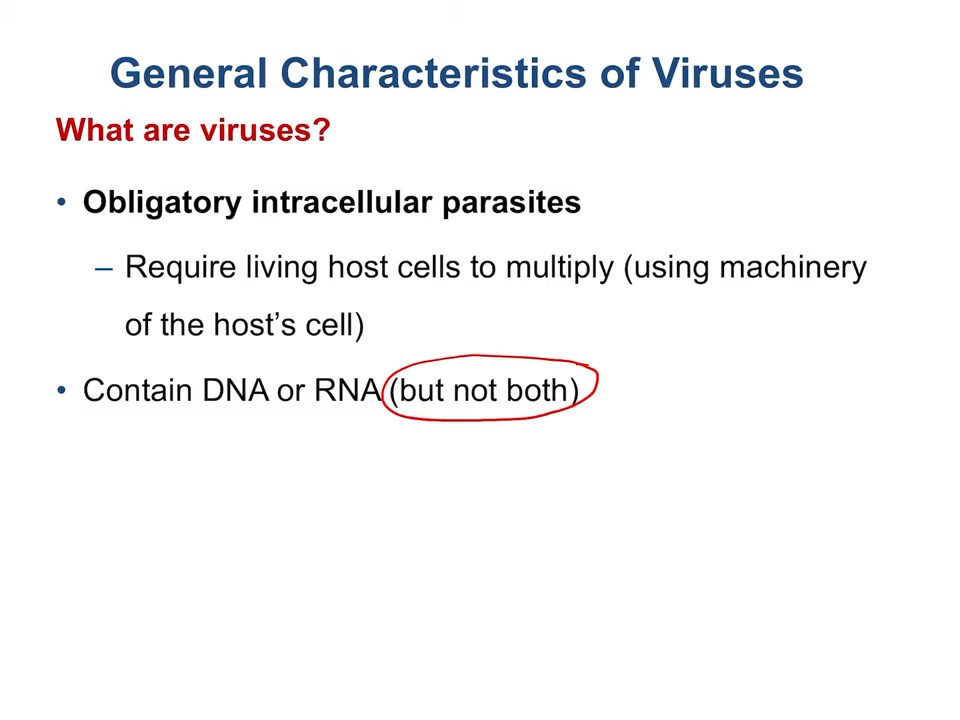 General Characteristics of Viruses
What are viruses?
• Obligatory intracellular parasites
– Require living host cells to multiply (using machinery
of the host’s cell)
• Contain DNA or RNA (but not both)